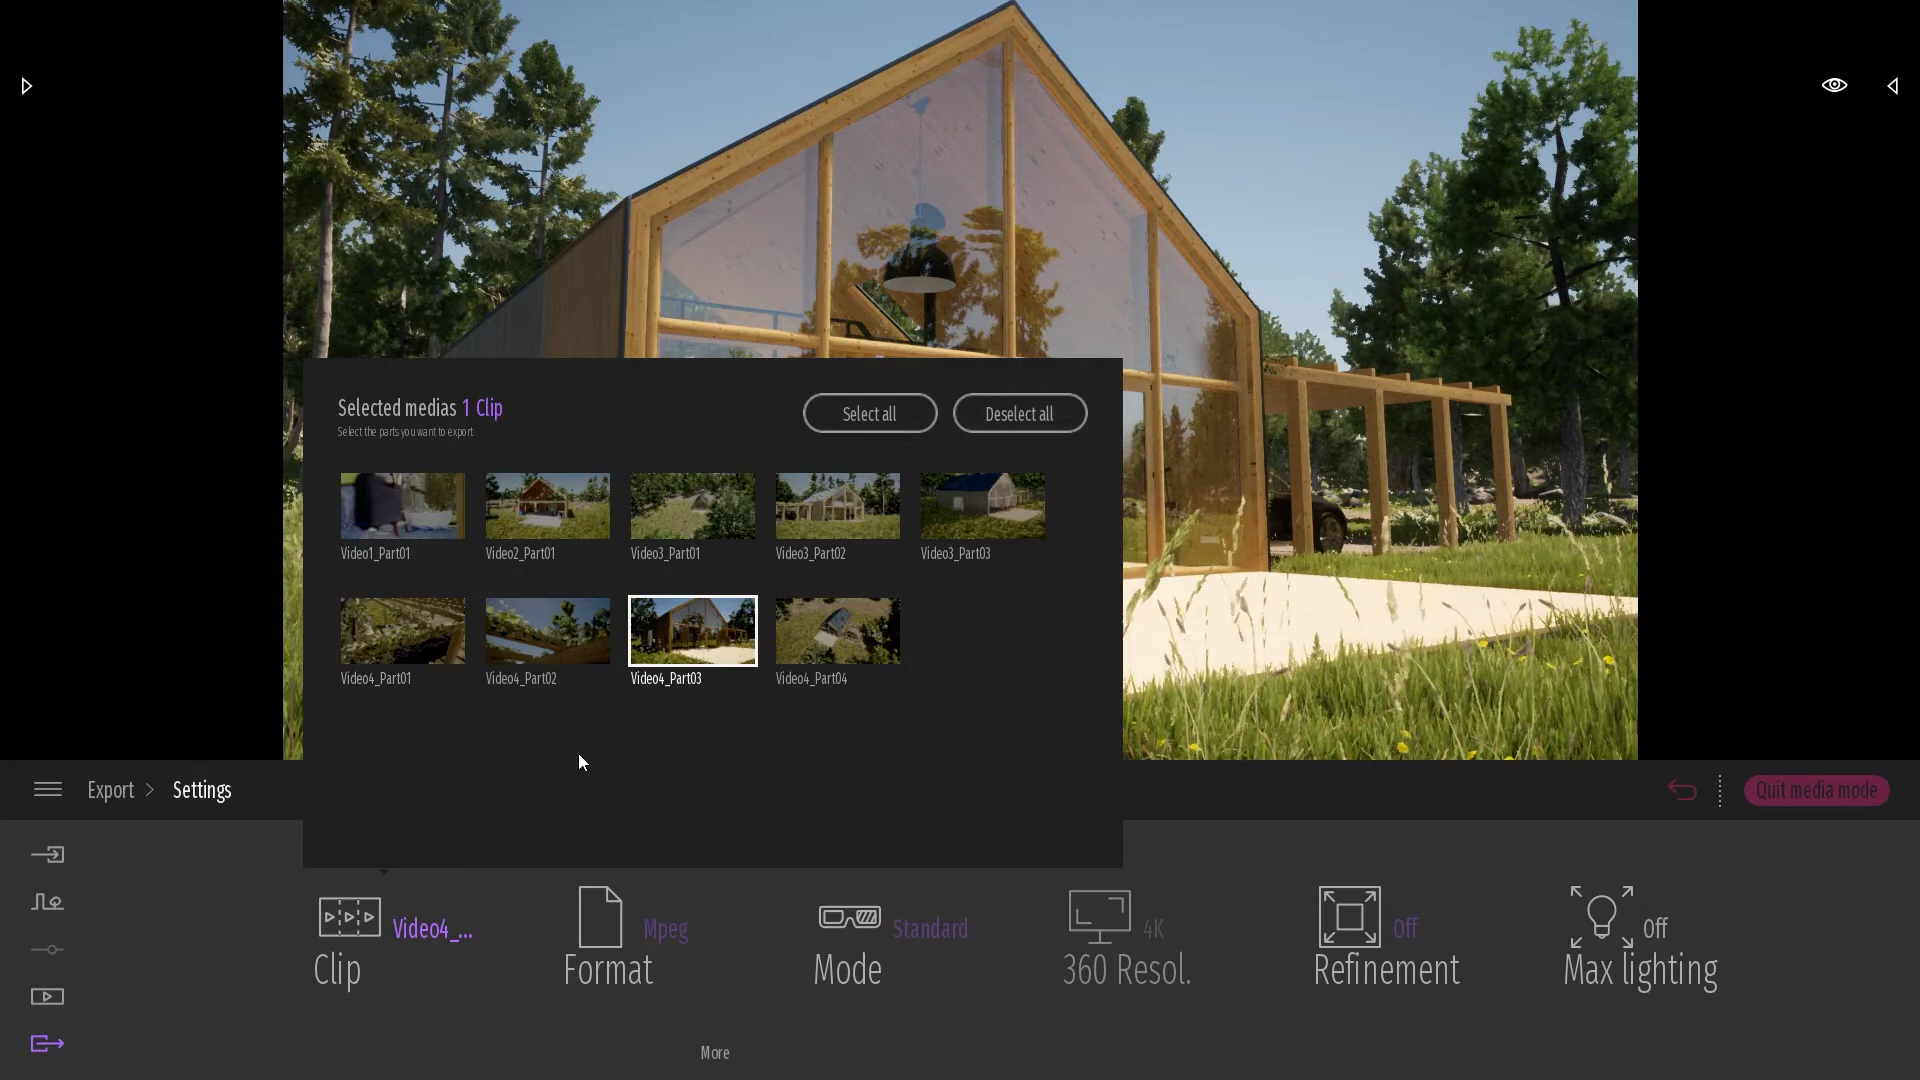 Selected medias 1 Clip
Select the parts you want to export
Select all
Deselect all
Video1_Part01
Video2_Part01
Video3_Part01
Video3_Part02
Video3_Part03
Video4_Part01
Video4_Part02
Video4_Part03
Video4_Part04
Export > Settings
Quit media mode
Video4_...
Clip
Mpeg
Format
Standard
Mode
4K
360 Resol.
Off
Refinement
Off
Max lighting
More